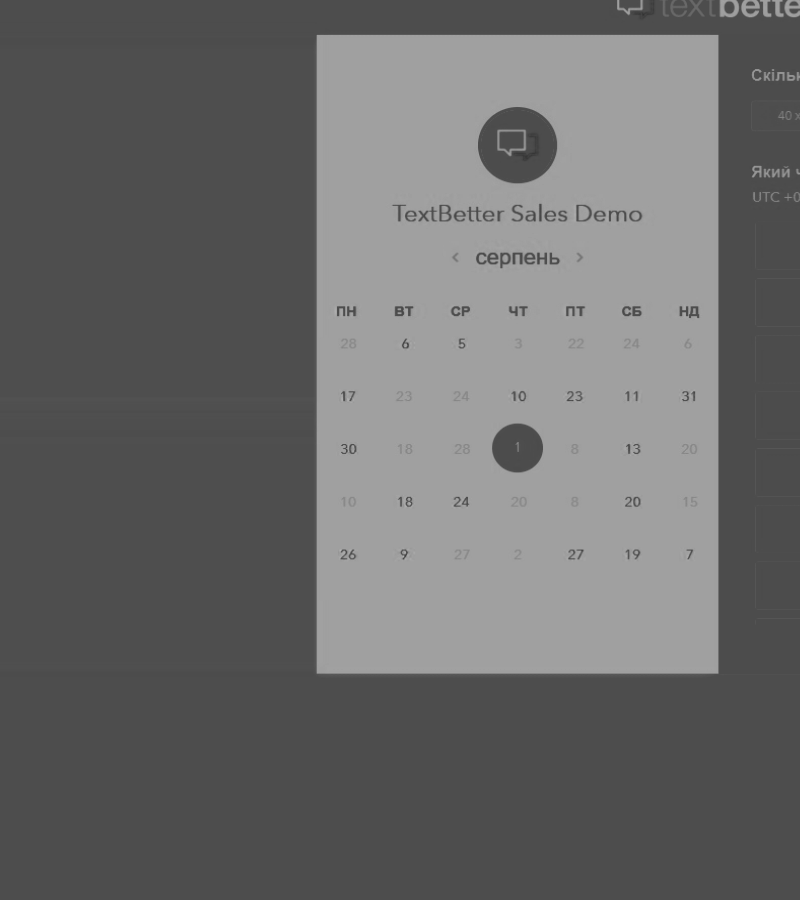 textbette
Скільк
40 x
TextBetter Sales Demo
Який ч
UTC +0
< серпень >
ПН ВТ СР ЧТ ПТ СБ НД
28 6 5 3 22 24 6
17 23 24 10 23 11 31
30 18 28 1 8 13 20
10 18 24 20 8 20 15
26 9 27 2 27 19 7